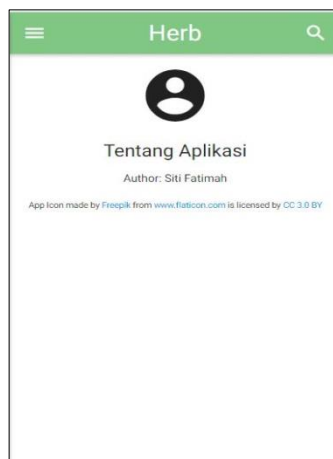 Herb
Tentang Aplikasi
Author: Siti Fatimah
App Icon made by Freepik from www.flaticon.com is licensed by CC 3.0 BY